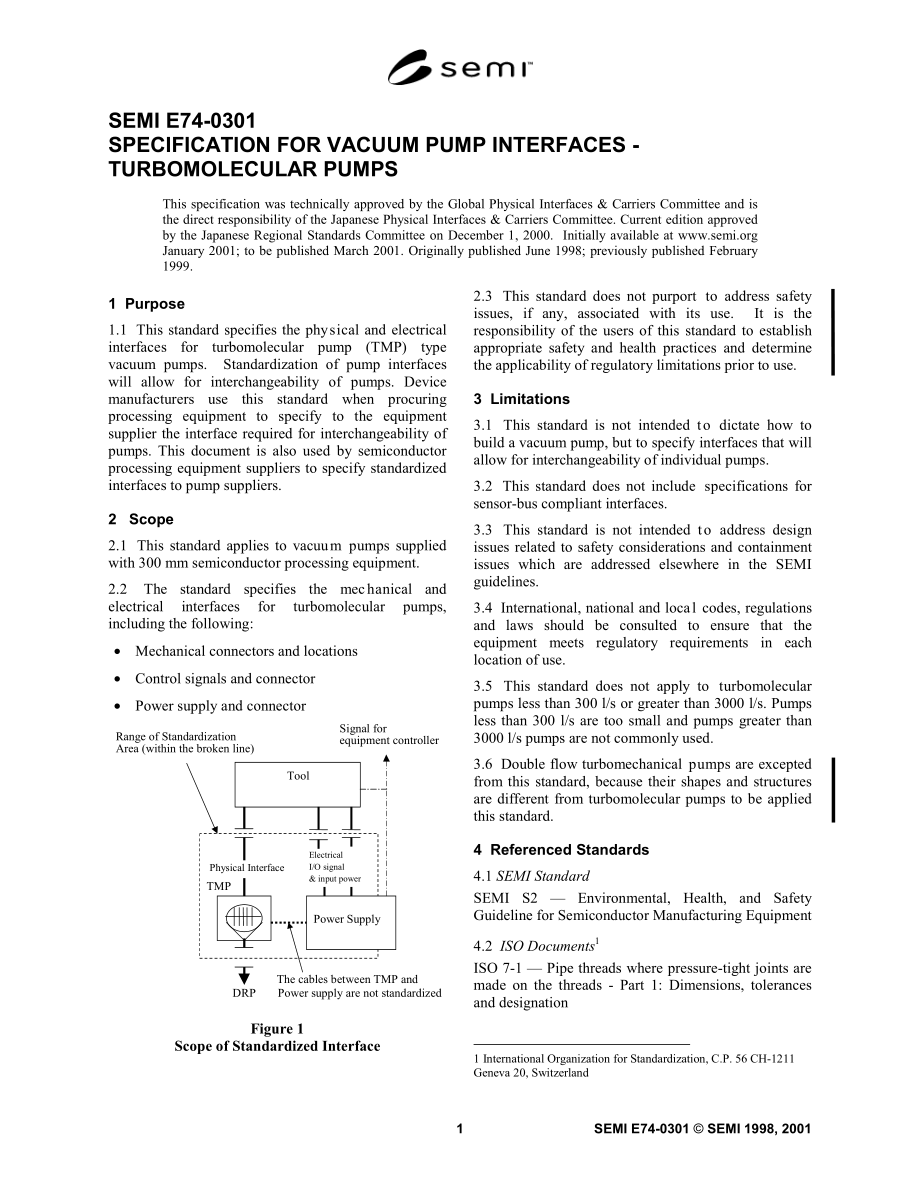 semi™
SEMI E74-0301
SPECIFICATION FOR VACUUM PUMP INTERFACES -
TURBOMOLECULAR PUMPS
This specification was technically approved by the Global Physical Interfaces & Carriers Committee and is
the direct responsibility of the Japanese Physical Interfaces & Carriers Committee. Current edition approved
by the Japanese Regional Standards Committee on December 1, 2000. Initially available at www.semi.org
January 2001; to be published March 2001. Originally published June 1998; previously published February
1999.
1 Purpose
1.1 This standard specifies the physical and electrical
interfaces for turbomolecular pump (TMP) type
vacuum pumps. Standardization of pump interfaces
will allow for interchangeability of pumps. Device
manufacturers use this standard when procuring
processing equipment to specify to the equipment
supplier the interface required for interchangeability of
pumps. This document is also used by semiconductor
processing equipment suppliers to specify standardized
interfaces to pump suppliers.
2 Scope
2.1 This standard applies to vacuum pumps supplied
with 300 mm semiconductor processing equipment.
2.2 The standard specifies the mechanical and
electrical interfaces for turbomolecular pumps,
including the following:
• Mechanical connectors and locations
• Control signals and connector
• Power supply and connector
Range of Standardization
Area (within the broken line)
Signal for
equipment controller
Tool
Physical Interface
Electrical
I/O signal
& input power
TMP
Power Supply
DRP
The cables between TMP and
Power supply are not standardized
Figure 1
Scope of Standardized Interface
2.3 This standard does not purport to address safety
issues, if any, associated with its use. It is the
responsibility of the users of this standard to establish
appropriate safety and health practices and determine
the applicability of regulatory limitations prior to use.
3 Limitations
3.1 This standard is not intended to dictate how to
build a vacuum pump, but to specify interfaces that will
allow for interchangeability of individual pumps.
3.2 This standard does not include specifications for
sensor-bus compliant interfaces.
3.3 This standard is not intended to address design
issues related to safety considerations and containment
issues which are addressed elsewhere in the SEMI
guidelines.
3.4 International, national and local codes, regulations
and laws should be consulted to ensure that the
equipment meets regulatory requirements in each
location of use.
3.5 This standard does not apply to turbomolecular
pumps less than 300 l/s or greater than 3000 l/s. Pumps
less than 300 l/s are too small and pumps greater than
3000 l/s pumps are not commonly used.
3.6 Double flow turbomechanical pumps are excepted
from this standard, because their shapes and structures
are different from turbomolecular pumps to be applied
this standard.
4 Referenced Standards
4.1 SEMI Standard
SEMI S2 — Environmental, Health, and Safety
Guideline for Semiconductor Manufacturing Equipment
4.2 ISO Documents1
ISO 7-1 — Pipe threads where pressure-tight joints are
made on the threads - Part 1: Dimensions, tolerances
and designation
1 International Organization for Standardization, C.P. 56 CH-1211
Geneva 20, Switzerland
1
SEMI E74-0301 © SEMI 1998, 2001